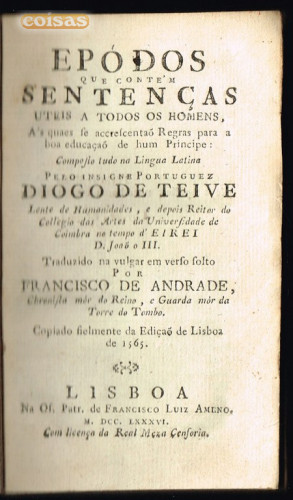 coisas
EPÓDOS
QUE CONTÉM
SENTENÇAS
UTEIS A TODOS OS HOMENS,
A's quaes se accrescentaõ Regras para a
boa educaçaõ de hum Principe:
Composto tudo na Lingua Latina
PELO INSIGNE PORTUGUEZ
DIOGO DE TEIVE
Lente de Humanidades, e depois Reitor do
Collegio das Artes da Universidade de
Coimbra no tempo d'ElREI
D. Joaõ o III.
Traduzido na vulgar em verso solto
POR
FRANCISCO DE ANDRADE,
Chronista mór do Reino, e Guarda mór da
Torre do Tombo.
Copiado fielmente da Ediçaõ de Lisboa
de 1565.
LISBOA
Na Of. Patr. de FRANCISCO LUIZ AMENO,
M. DCC. LXXXVI.
Com licença da Real Meza Censoria.